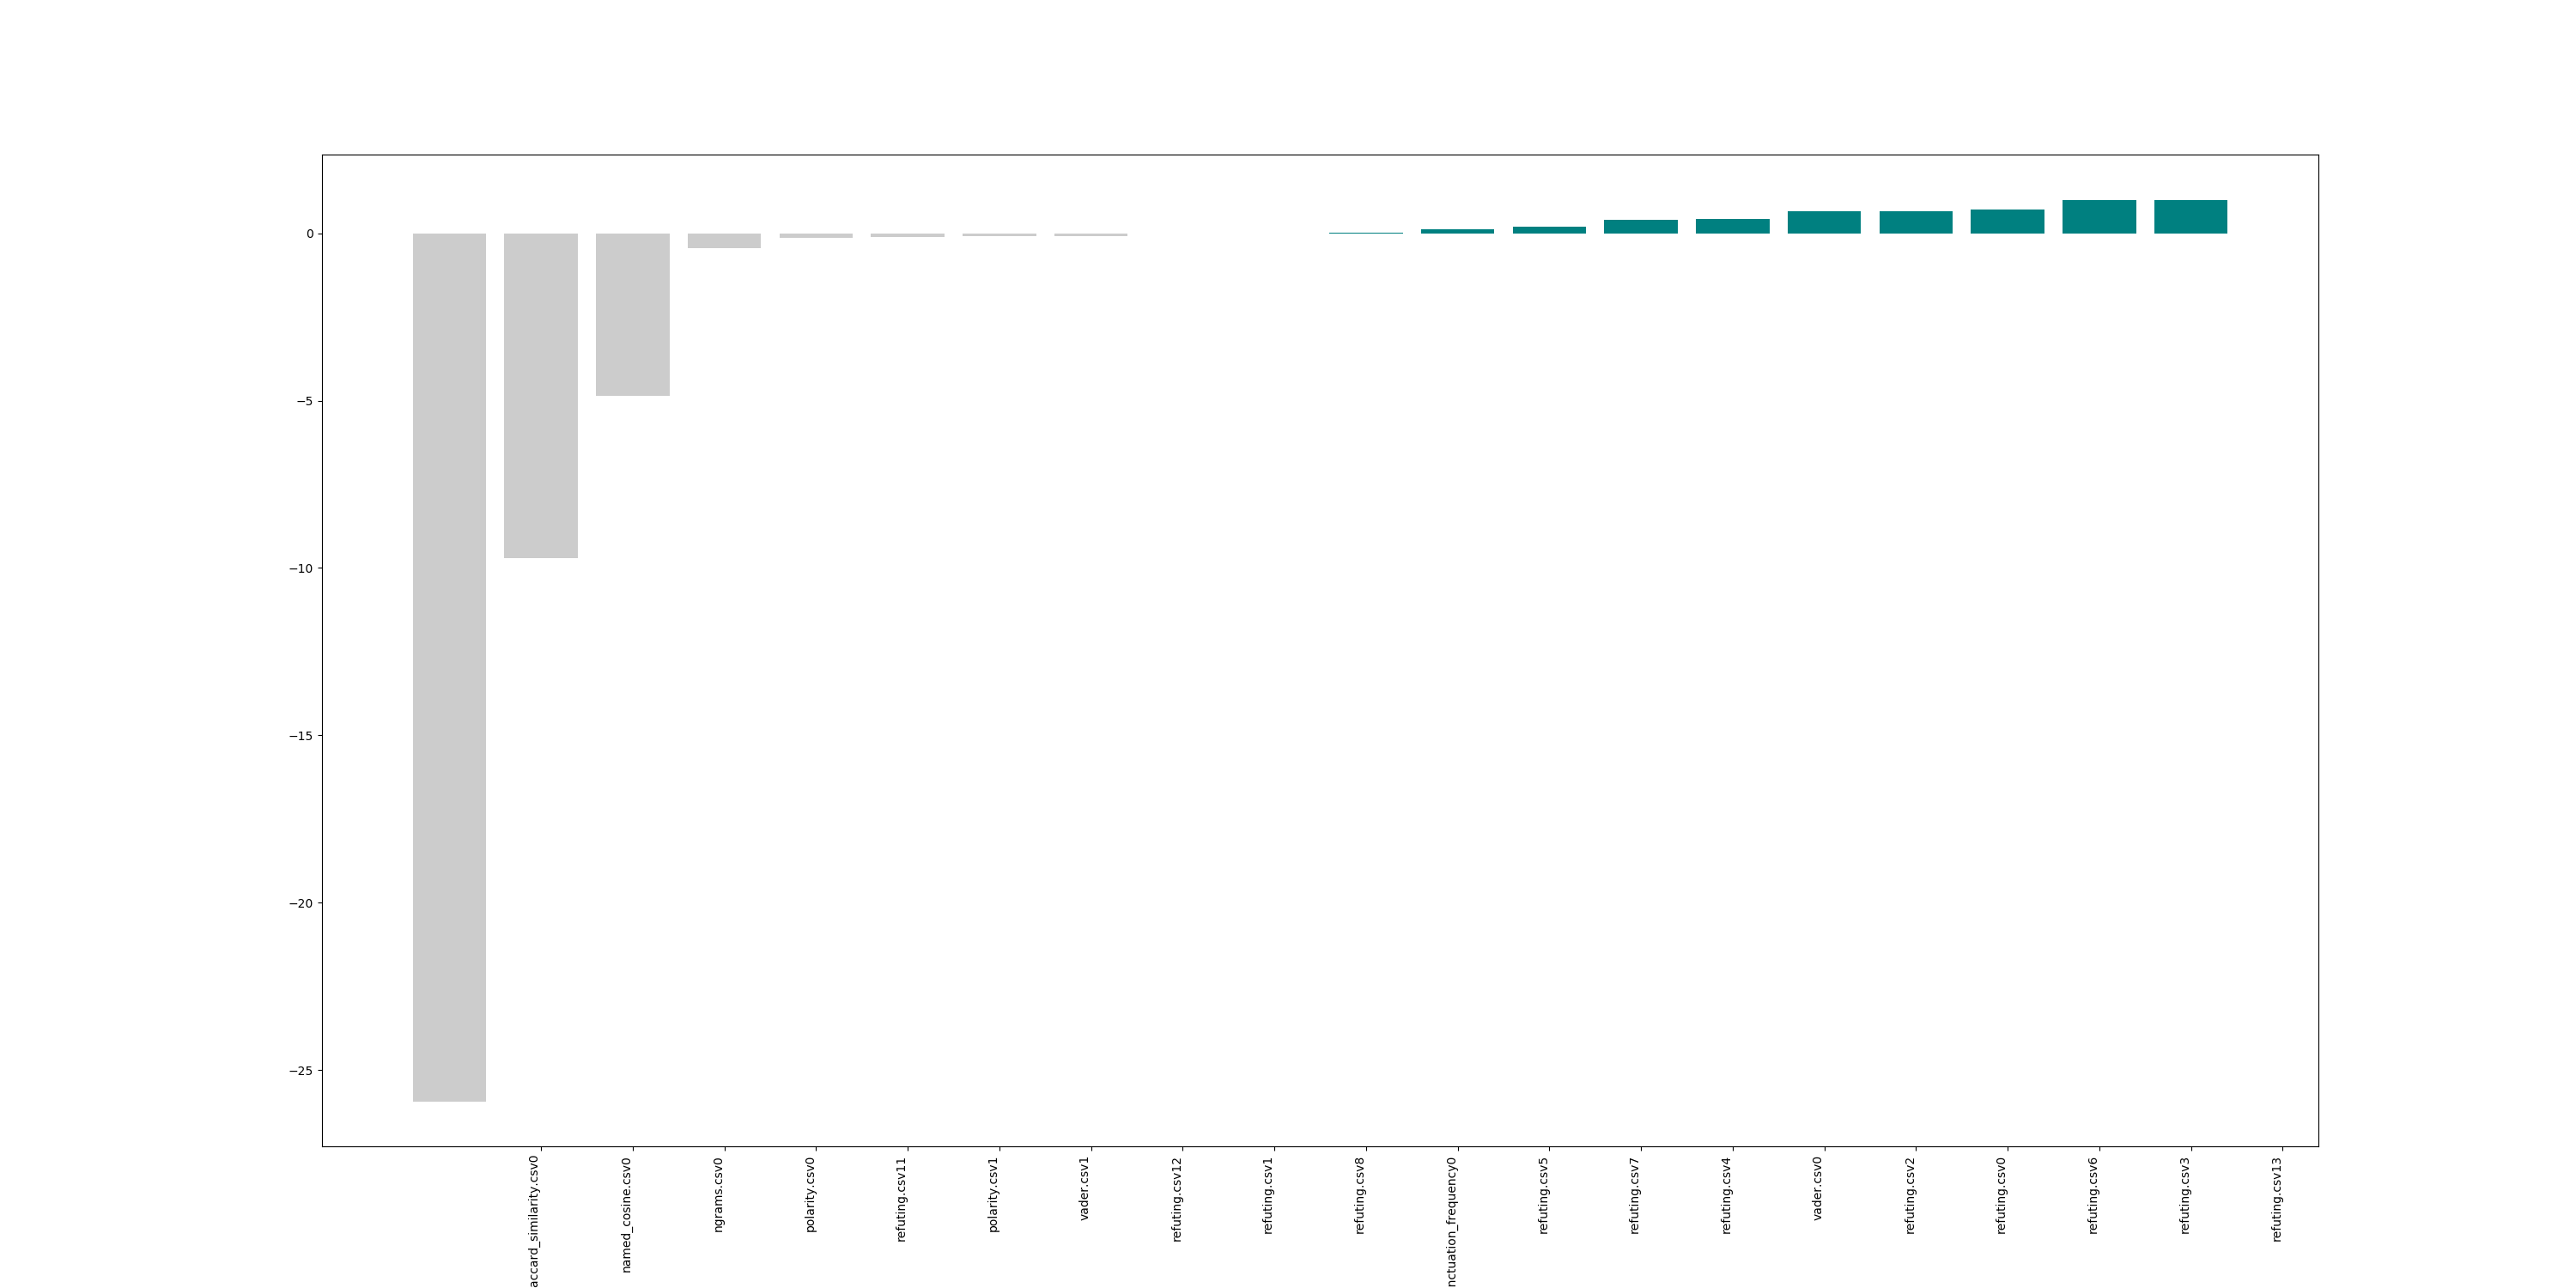 0
−5
−10
−15
−20
−25
accard_similarity.csv0
named_cosine.csv0
ngrams.csv0
polarity.csv0
refuting.csv11
polarity.csv1
vader.csv1
refuting.csv12
refuting.csv1
refuting.csv8
nctuation_frequency0
refuting.csv5
refuting.csv7
refuting.csv4
vader.csv0
refuting.csv2
refuting.csv0
refuting.csv6
refuting.csv3
refuting.csv13